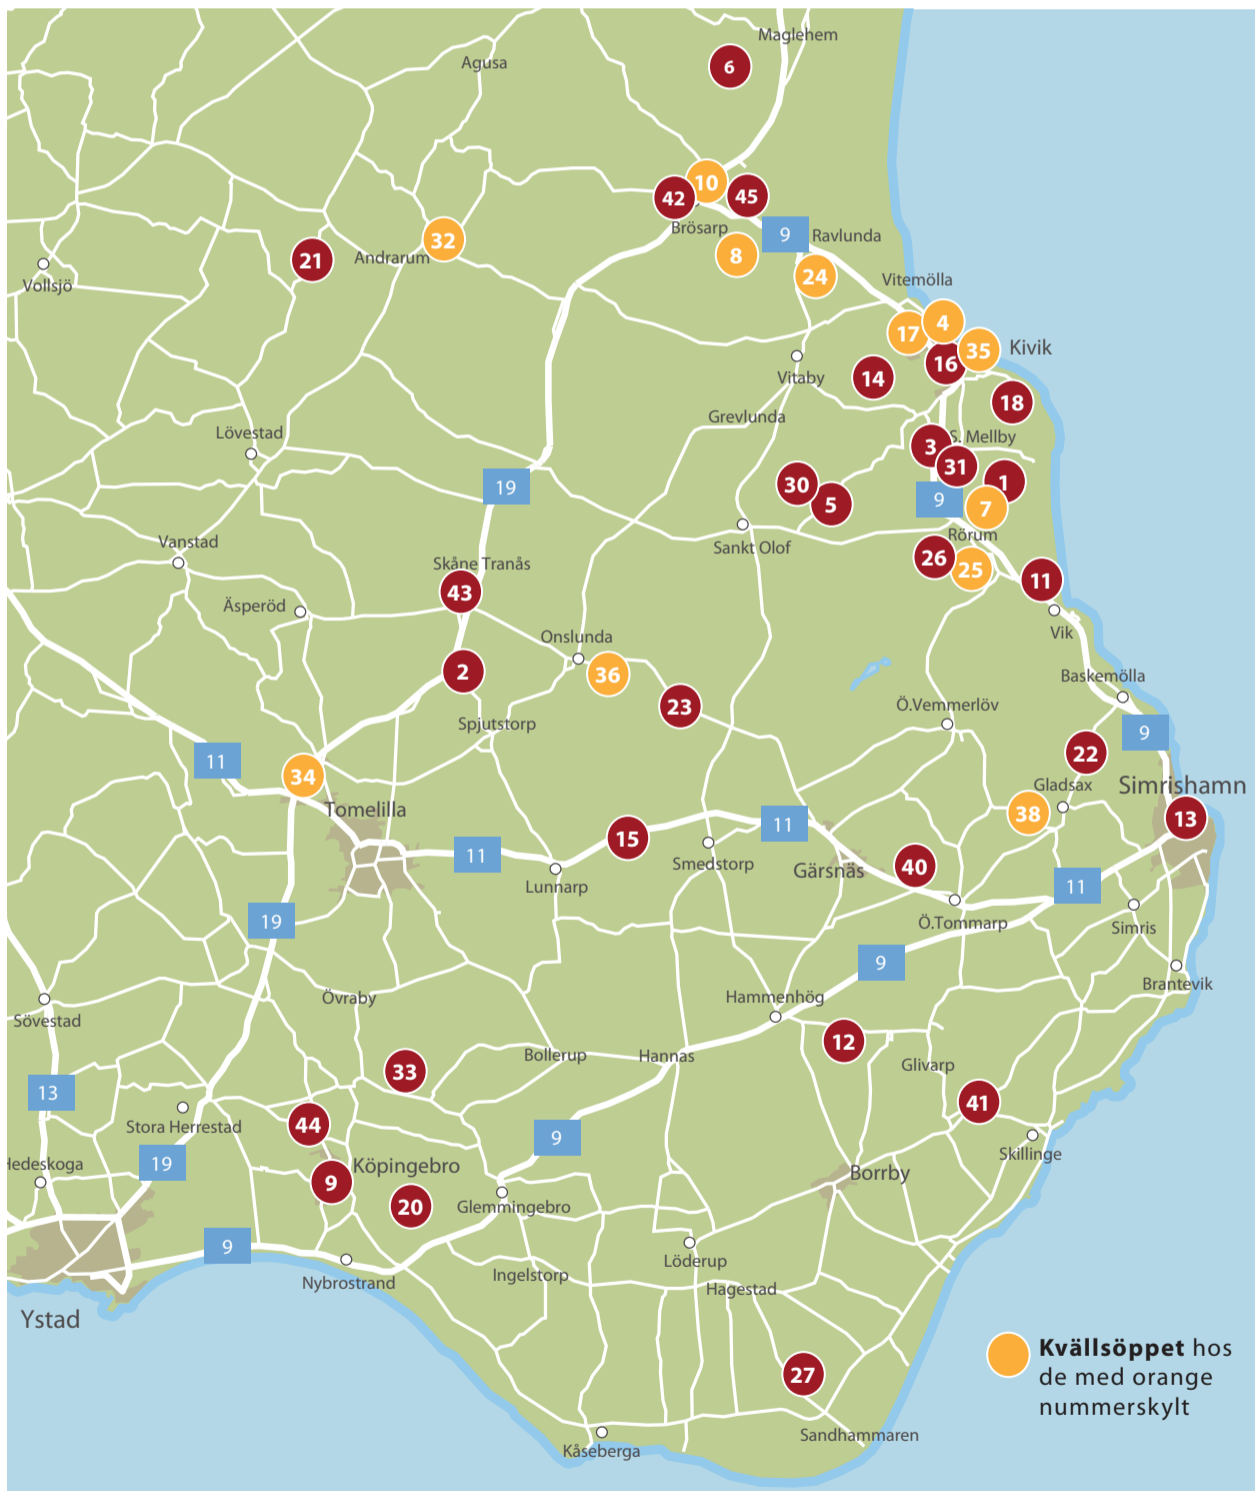 Maglehem
Agusa
6
10
42
45
Brösarp
9
Ravlunda
32
Andrarum
21
8
24
Vollsjö
Vitemölla
17
4
35
Kivik
16
Vitaby
14
18
Grevlunda
Lövestad
3
S. Mellby
31
19
30
1
5
9
7
Sankt Olof
Rörum
Vanstad
26
25
Skåne Tranås
43
11
Äsperöd
Vik
Onslunda
2
36
Baskemölla
23
Ö.Vemmerlöv
Spjutstorp
9
22
11
34
Gladsax
Simrishamn
Tomelilla
38
13
11
15
11
Smedstorp
Gärsnäs
40
Lunnarp
11
19
Ö.Tommarp
Simris
9
Brantevik
Övraby
Hammenhög
Sövestad
12
Bollerup
Hannas
Glivarp
33
13
41
Stora Herrestad
44
9
Skillinge
Hedeskoga
19
Köpingebro
Borrby
9
20
Glemmingebro
9
Löderup
Nybrostrand
Ingelstorp
Hagestad
Ystad
27
Sandhammaren
Kåseberga
Kvällsöppet hos
de med orange
nummerskylt